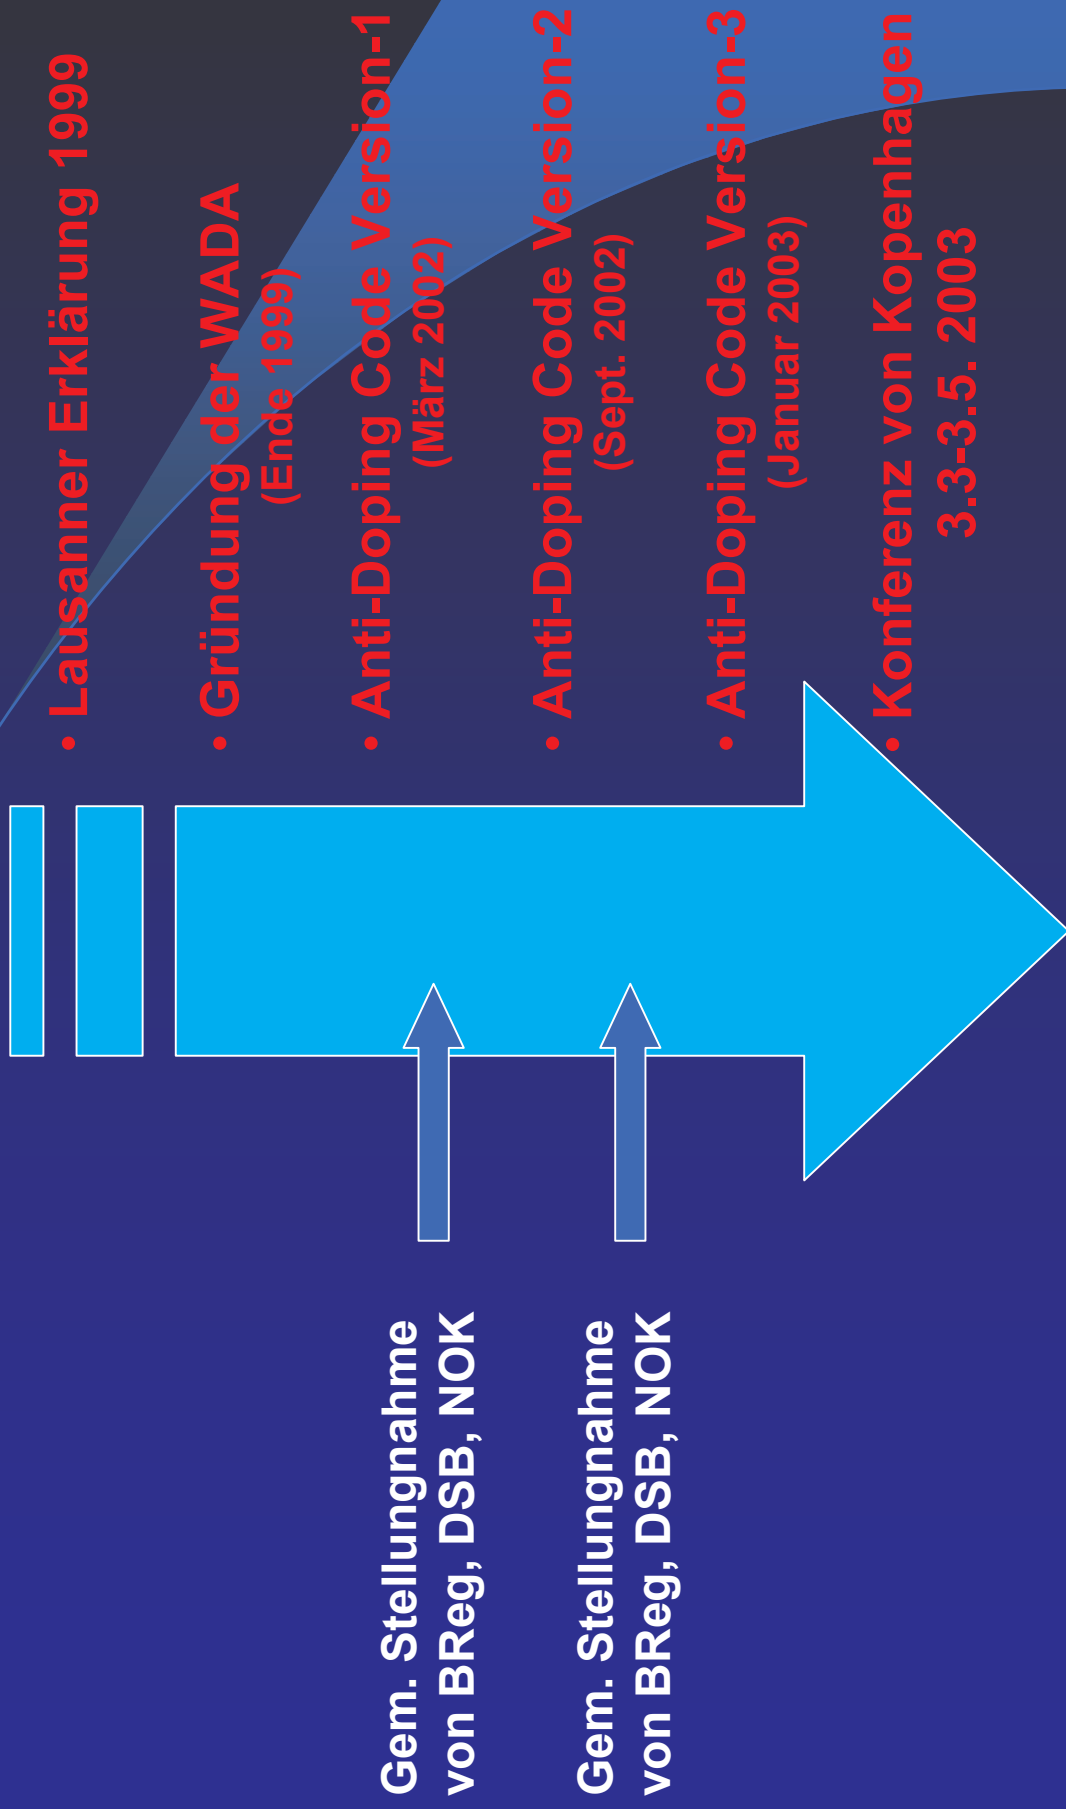 • Lausanner Erklärung 1999
• Gründung der WADA
(Ende 1999)
• Anti-Doping Code Version-1
(März 2002)
• Anti-Doping Code Version-2
(Sept. 2002)
• Anti-Doping Code Version-3
(Januar 2003)
• Konferenz von Kopenhagen
3.3-3.5. 2003
Gem. Stellungnahme
von BReg, DSB, NOK
Gem. Stellungnahme
von BReg, DSB, NOK